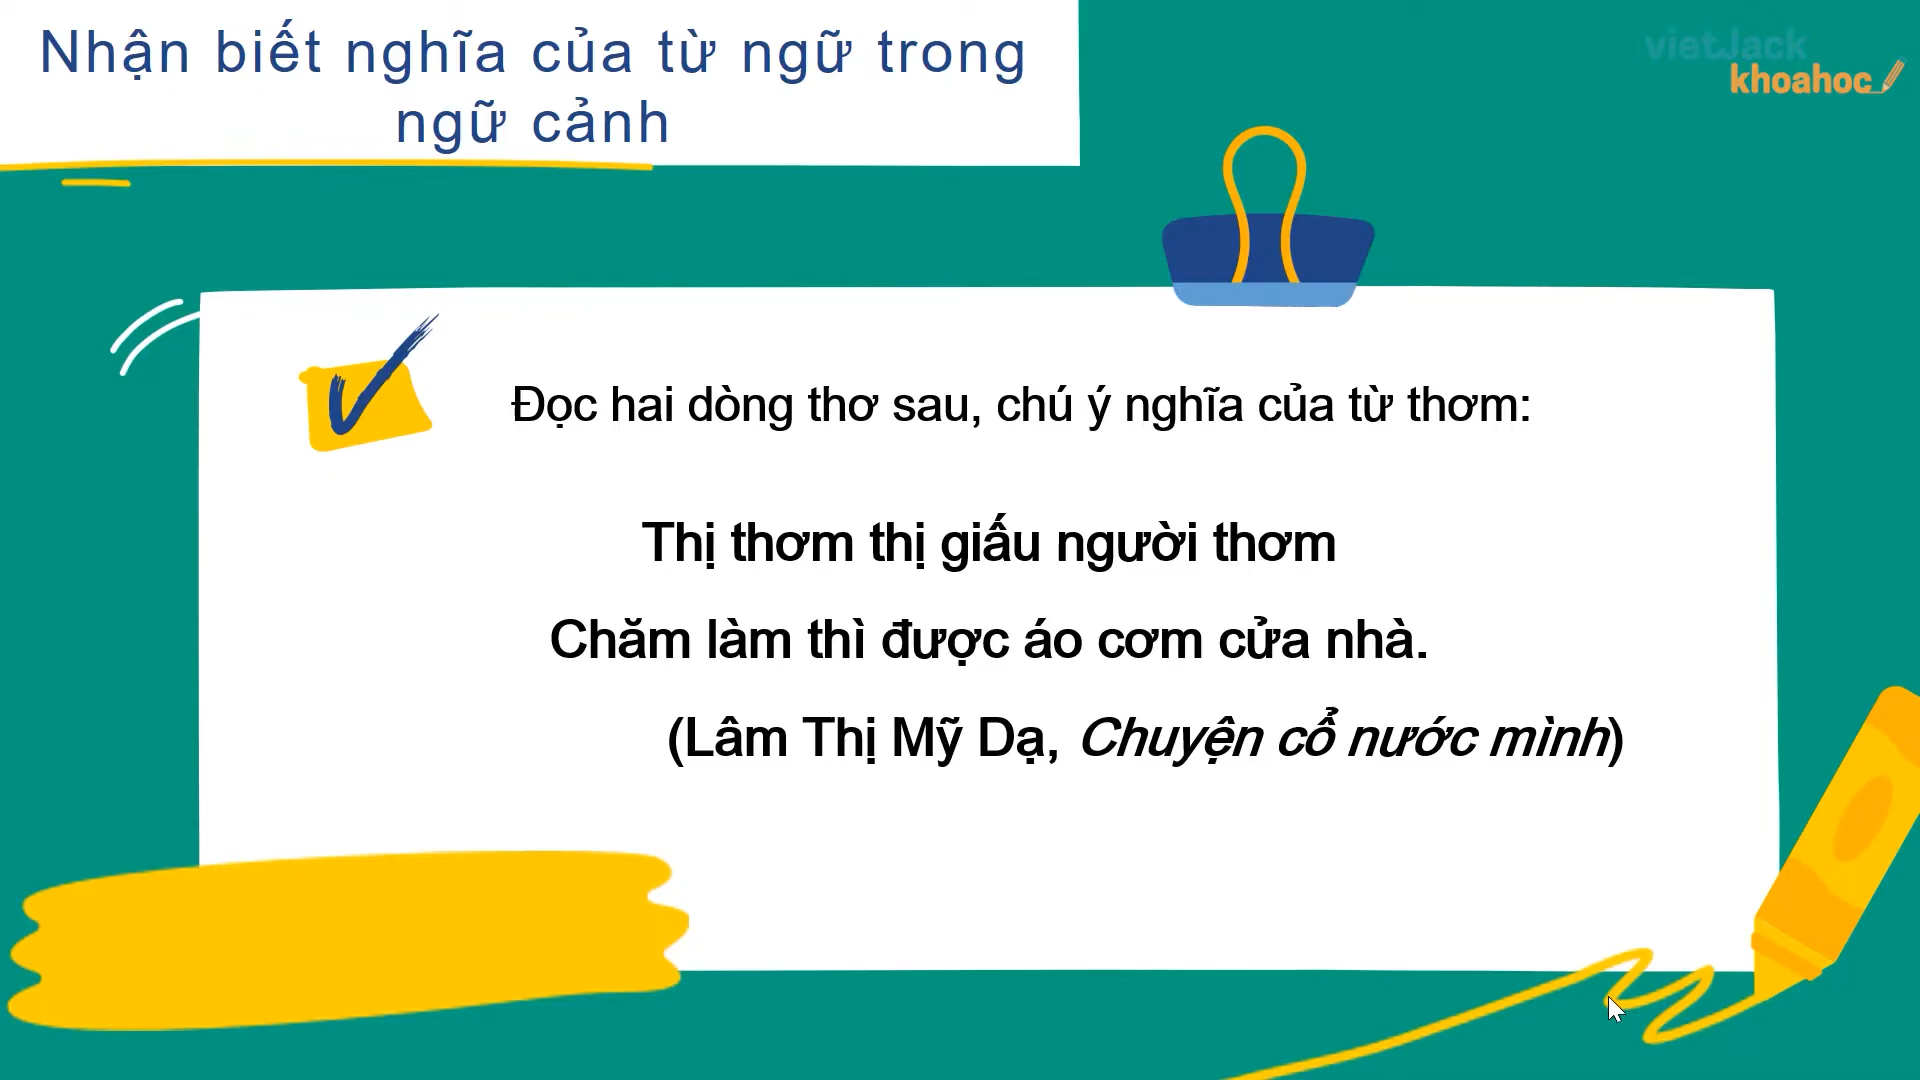 Nhận biết nghĩa của từ ngữ trong
ngữ cảnh
vietJack
khoahoc
Đọc hai dòng thơ sau, chú ý nghĩa của từ thơm:
Thị thơm thị giấu người thơm
Chăm làm thì được áo cơm cửa nhà.
(Lâm Thị Mỹ Dạ, Chuyện cổ nước mình)